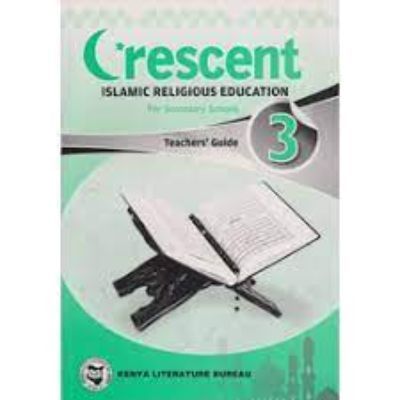 Crescent
ISLAMIC RELIGIOUS EDUCATION
For Secondary Schools
Teachers' Guide
3
KENYA LITERATURE BUREAU